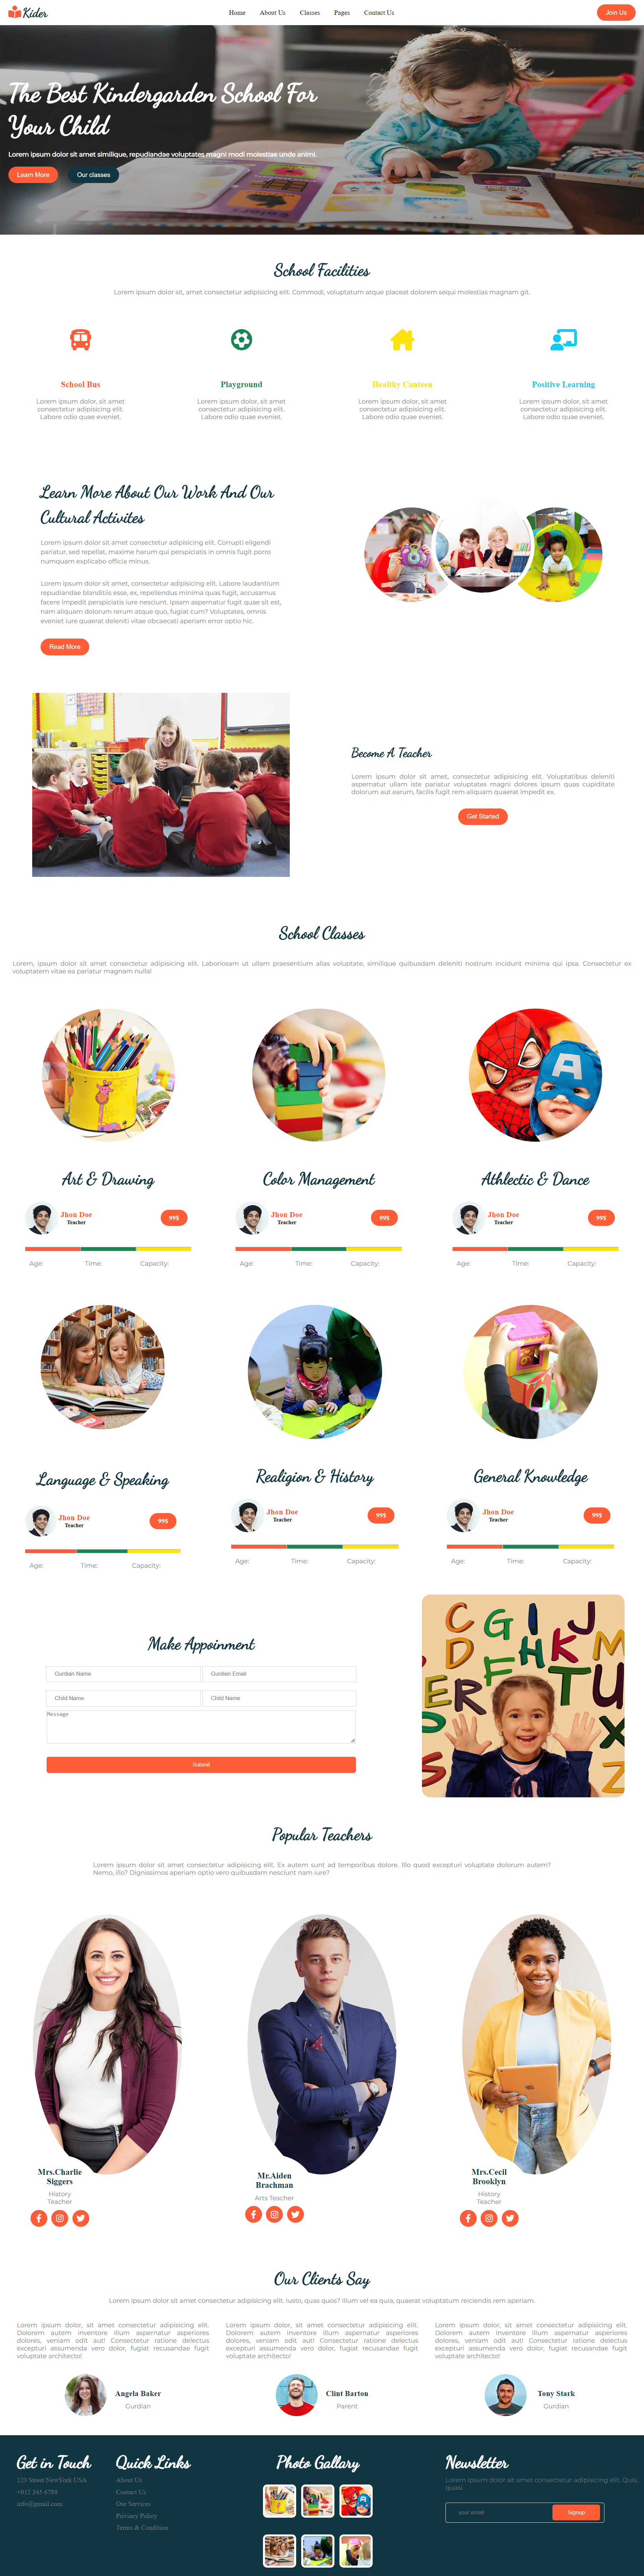 Kider
Home About Us Classes Pages Contact Us
Join Us
The Best Kindergarden School For
Your Child
Lorem ipsum dolor sit amet similique, repudiandae voluptates magni modi molestiae unde animi.
Learn More Our classes
School Facilities
Lorem ipsum dolor sit, amet consectetur adipisicing elit. Commodi, voluptatum atque placeat dolorem sequi molestias magnam git.
School Bus
Lorem ipsum dolor, sit amet
consectetur adipisicing elit.
Labore odio quae eveniet.
Playground
Lorem ipsum dolor, sit amet
consectetur adipisicing elit.
Labore odio quae eveniet.
Healthy Canteen
Lorem ipsum dolor, sit amet
consectetur adipisicing elit.
Labore odio quae eveniet.
Positive Learning
Lorem ipsum dolor, sit amet
consectetur adipisicing elit.
Labore odio quae eveniet.
Learn More About Our Work And Our
Cultural Activites
Lorem ipsum dolor sit amet consectetur adipisicing elit. Corrupti eligendi
pariatur, sed repellat, maxime harum qui perspiciatis in omnis fugit porro
numquam explicabo officia minus.
Lorem ipsum dolor sit amet, consectetur adipisicing elit. Labore laudantium
repudiandae blanditiis esse, ex, repellendus minima quas fugit, accusamus
facere impedit perspiciatis iure nesciunt. Ipsam aspernatur fugit quae sit est,
nam aliquam dolorum rerum atque quo, fugiat cum? Voluptates, omnis
eveniet iure quaerat deleniti vitae obcaecati aperiam error optio hic.
Read More
Become A Teacher
Lorem ipsum dolor sit amet, consectetur adipisicing elit. Voluptatibus deleniti
aspernatur ullam iste pariatur voluptates magni dolores ipsum quas cupiditate
dolorum aut earum, facilis fugit rem aliquam quaerat impedit ex.
Get Started
School Classes
Lorem, ipsum dolor sit amet consectetur adipisicing elit. Laboriosam ut ullam praesentium alias voluptate, similique quibusdam deleniti nostrum incidunt minima qui ipsa. Consectetur ex
voluptatem vitae ea pariatur magnam nulla!
Art & Drawing
Jhon Doe
Teacher
99$
Age: Time: Capacity:
Color Management
Jhon Doe
Teacher
99$
Age: Time: Capacity:
A
Athlectic & Dance
Jhon Doe
Teacher
99$
Age: Time: Capacity:
Language & Speaking
Jhon Doe
Teacher
99$
Age: Time: Capacity:
Realigion & History
Jhon Doe
Teacher
99$
Age: Time: Capacity:
General Knowledge
Jhon Doe
Teacher
99$
Age: Time: Capacity:
Make Appoinment
Gurdian Name Gurdian Email
Child Name Child Name
Message
Submit
Popular Teachers
Lorem ipsum dolor sit amet consectetur adipisicing elit. Ex autem sunt ad temporibus dolore. Illo quod excepturi voluptate dolorum autem?
Nemo, illo? Dignissimos aperiam optio vero quibusdam nesciunt nam iure?
Mrs.Charlie
Siggers
History
Teacher
Mr.Aiden
Brachman
Arts Teacher
Mrs.Cecil
Brooklyn
History
Teacher
Our Clients Say
Lorem ipsum dolor sit amet consectetur adipisicing elit. Iusto, quas quos? illum vel ea quia, quaerat voluptatum reiciendis rem aperiam.
Lorem ipsum dolor, sit amet consectetur adipisicing elit.
Dolorem autem inventore illum aspernatur asperiores
dolores, veniam odit aut! Consectetur ratione delectus
excepturi assumenda vero dolor, fugiat recusandae fugit
voluptate architecto!
Angela Baker
Gurdian
Lorem ipsum dolor, sit amet consectetur adipisicing elit.
Dolorem autem inventore illum aspernatur asperiores
dolores, veniam odit aut! Consectetur ratione delectus
excepturi assumenda vero dolor, fugiat recusandae fugit
voluptate architecto!
Clint Barton
Parent
Lorem ipsum dolor, sit amet consectetur adipisicing elit.
Dolorem autem inventore illum aspernatur asperiores
dolores, veniam odit aut! Consectetur ratione delectus
excepturi assumenda vero dolor, fugiat recusandae fugit
voluptate architecto!
Tony Stark
Gurdian
Get in Touch
123 Street NewYork USA
+012 345 6789
info@gmail.com
Quick Links
About Us
Contact Us
Our Services
Privacy Policy
Terms & Condition
Photo Gallary
Newsletter
Lorem ipsum dolor sit amet consectetur adipisicing elit. Quis,
quasi.
your email Signup